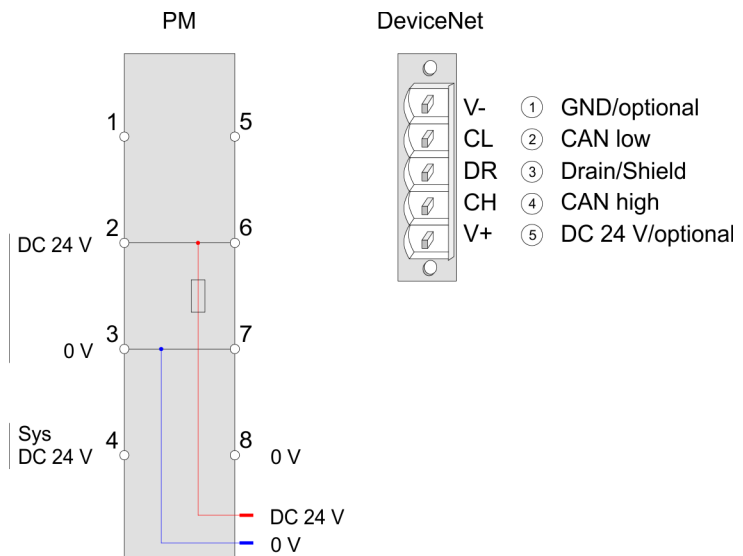 PM
DeviceNet
1
5
V- 1 GND/optional
CL 2 CAN low
DR 3 Drain/Shield
CH 4 CAN high
V+ 5 DC 24 V/optional
2
6
DC 24 V
3
7
0 V
Sys
DC 24 V
4
8
0 V
DC 24 V
0 V